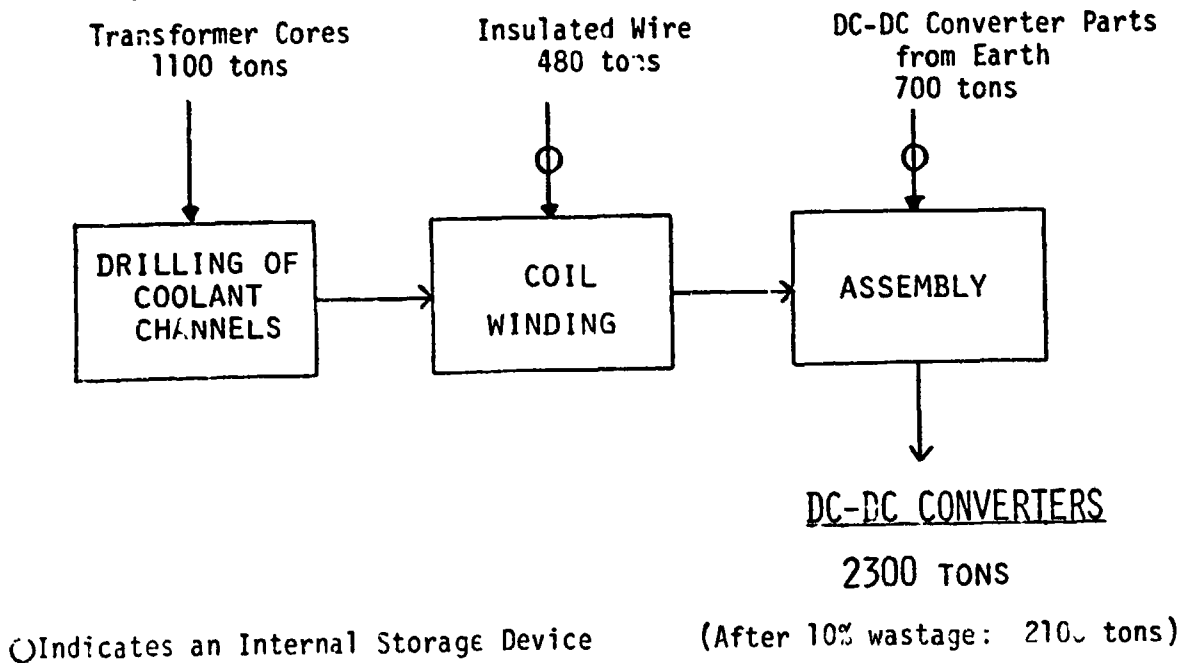 Transformer Cores
1100 tons
Insulated Wire
480 tons
DC-DC Converter Parts
from Earth
700 tons
DRILLING OF
COOLANT
CHANNELS
COIL
WINDING
ASSEMBLY
DC-DC CONVERTERS
2300 TONS
Indicates an Internal Storage Device
(After 10% wastage: 2100 tons)